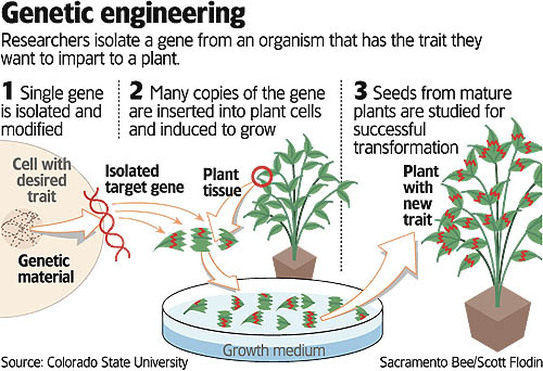 Genetic engineering
Researchers isolate a gene from an organism that has the trait they
want to impart to a plant.
1 Single gene
is isolated and
modified
2 Many copies of the gene
are inserted into plant cells
and induced to grow
3 Seeds from mature
plants are studied for
successful
transformation
Cell with
desired
trait
Isolated
target gene
Plant
tissue
Plant
with
new
trait
Genetic
material
Growth medium
Source: Colorado State University
Sacramento Bee/Scott Flodin